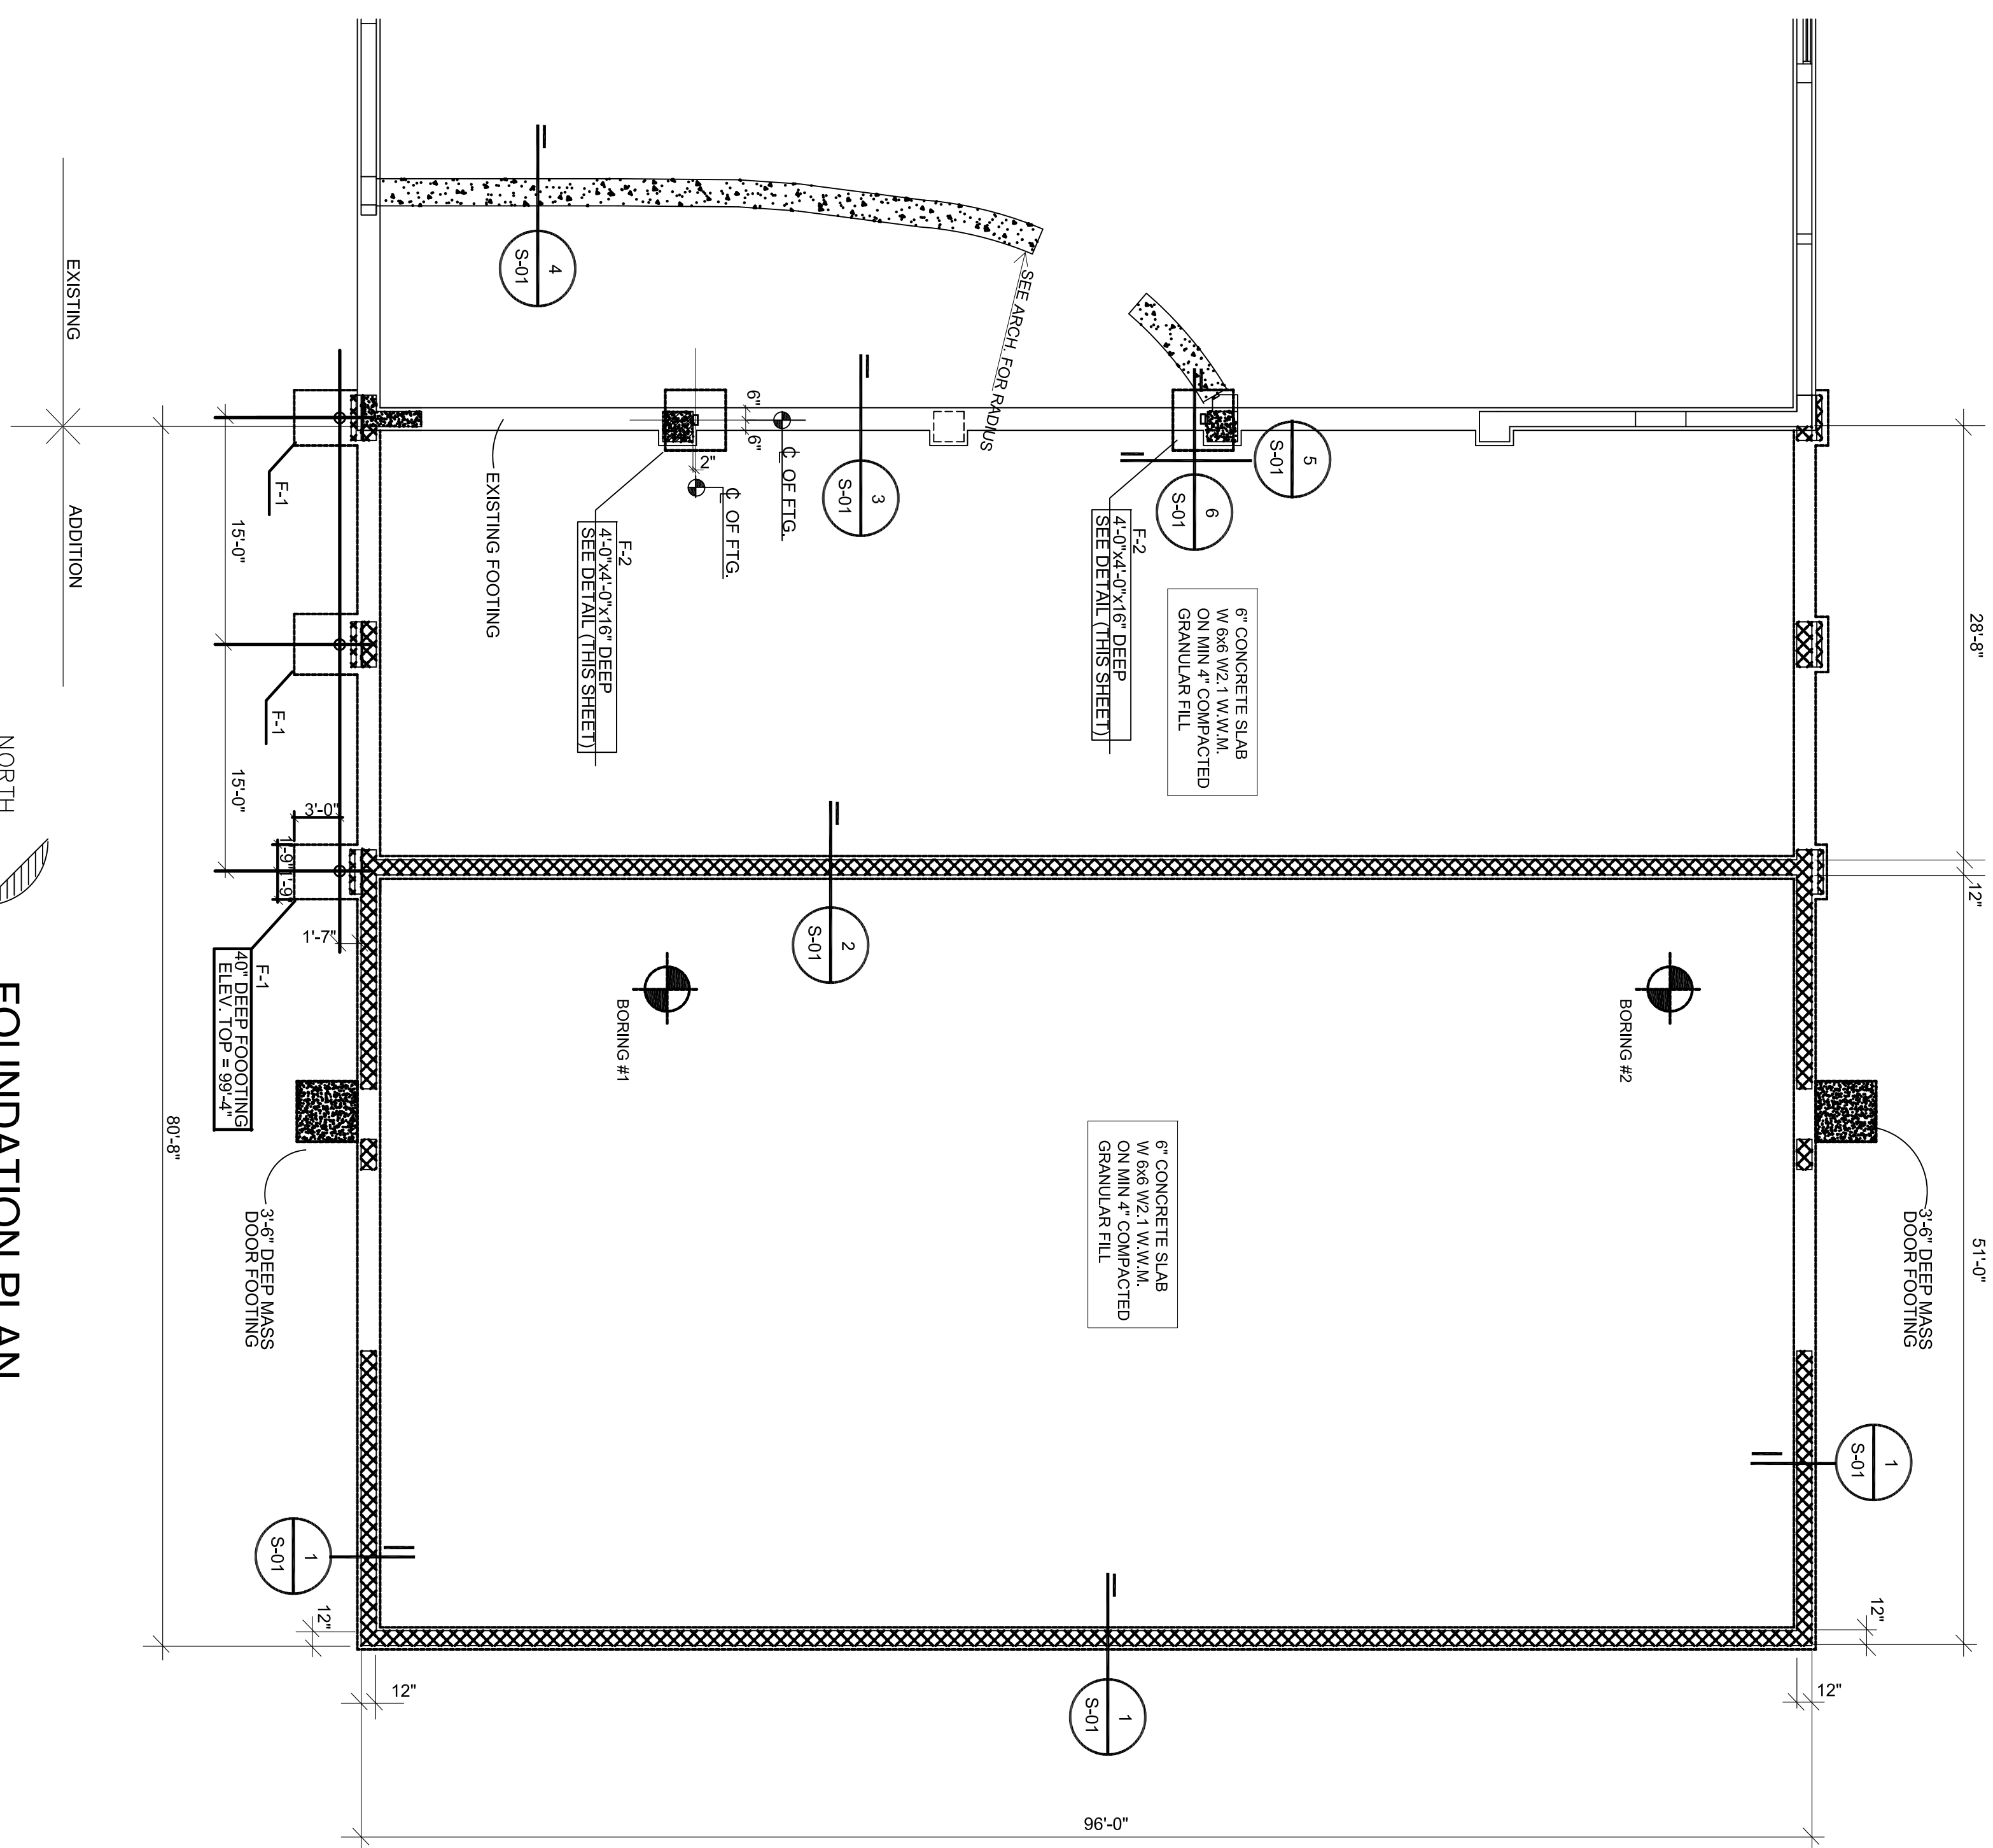 EXISTING
ADDITION
NORTH
FOUNDATION PLAN
80'-8"
28'-8"
12"
51'-0"
96'-0"
12"
12"
12"
12"
15'-0"
15'-0"
3'-0"
1'-9"
1'-9"
1'-7"
F-1
F-1
F-1
40" DEEP FOOOTING
ELEV. TOP = 99'-4"
3'-6" DEEP MASS
DOOR FOOTING
3'-6" DEEP MASS
DOOR FOOTING
EXISTING FOOTING
F-2
4'-0"x4'-0"x16" DEEP
SEE DETAIL (THIS SHEET)
F-2
4'-0"x4'-0"x16" DEEP
SEE DETAIL (THIS SHEET)
6"
6"
2"
℄ OF FTG.
℄ OF FTG.
SEE ARCH. FOR RADIUS
6" CONCRETE SLAB
W 6x6 W2.1 W.W.M.
ON MIN 4" COMPACTED
GRANULAR FILL
6" CONCRETE SLAB
W 6x6 W2.1 W.W.M.
ON MIN 4" COMPACTED
GRANULAR FILL
BORING #1
BORING #2
4
S-01
3
S-01
5
S-01
6
S-01
2
S-01
1
S-01
1
S-01
1
S-01